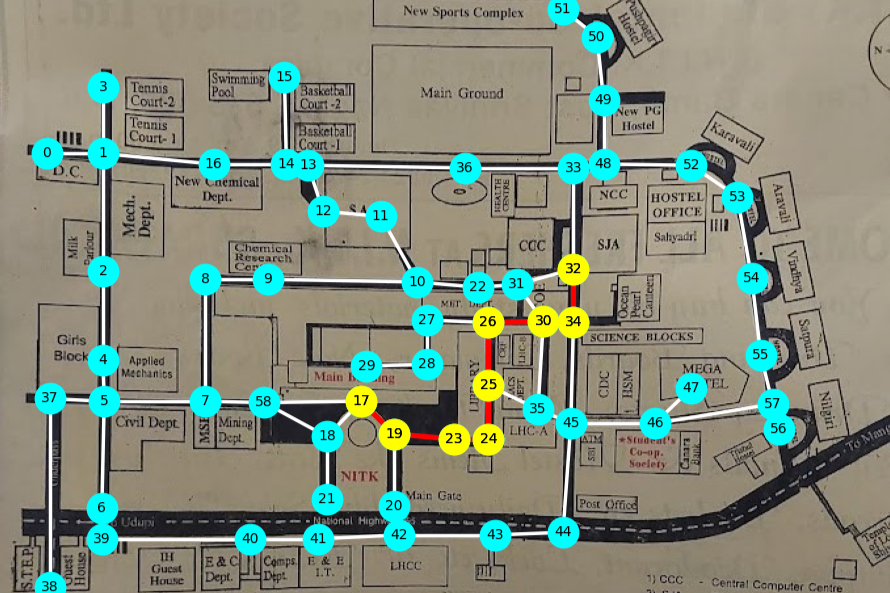 51
New Sports Complex
Pushpagiri
Hostel
50
3
Tennis
Court-2
Swimming
Pool
15
Basketball
Court -2
Main Ground
49
New PG
Hostel
N
Tennis
Court- 1
Basketball
Court -1
Karavali
0
1
16
14
13
36
33
48
52
D.C.
New Chemical
Dept.
Mech.
Dept.
HEALTH
CENTRE
NCC
HOSTEL
OFFICE
53
Aravali
12
11
Milk
Parlour
Chemical
Research
CCC
SJA
Sahyadri
2
8
9
10
22
31
32
54
Vindhya
MET. DEPT.
Ocean
Pearl
Canteen
27
26
30
34
SCIENCE BLOCKS
Girls
Block
4
Applied
Mechanics
29
28
LIBRARY
LHC-B
CDC
HSM
MEGA
55
Satpura
Main Building
25
47
37
5
7
58
17
35
45
46
57
56
Nilgiri
Civil Dept.
MSB
Mining
Dept.
18
19
23
24
LHC-A
ATM
SBI
★Student's
Co-op.
Society
Canara
Bank
To Mang
NITK
21
20
Main Gate
6
To Udupi
National Highway
Post Office
39
40
41
42
43
44
38
S.T.E.P.
Guest
House
IH
Guest
House
E & C
Dept.
Comps.
Dept.
E & E
I.T.
LHCC
1) CCC - Central Computer Centre